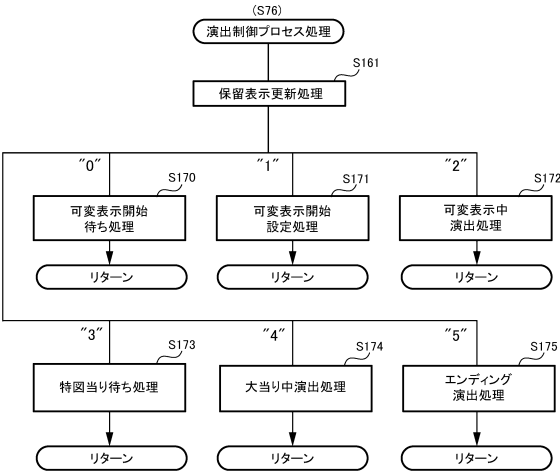 (S76)
演出制御プロセス処理
S161
保留表示更新処理
"0"
"1"
"2"
S170
S171
S172
可変表示開始
待ち処理
可変表示開始
設定処理
可変表示中
演出処理
リターン
リターン
リターン
"3"
"4"
"5"
S173
S174
S175
特図当り待ち処理
大当り中演出処理
エンディング
演出処理
リターン
リターン
リターン